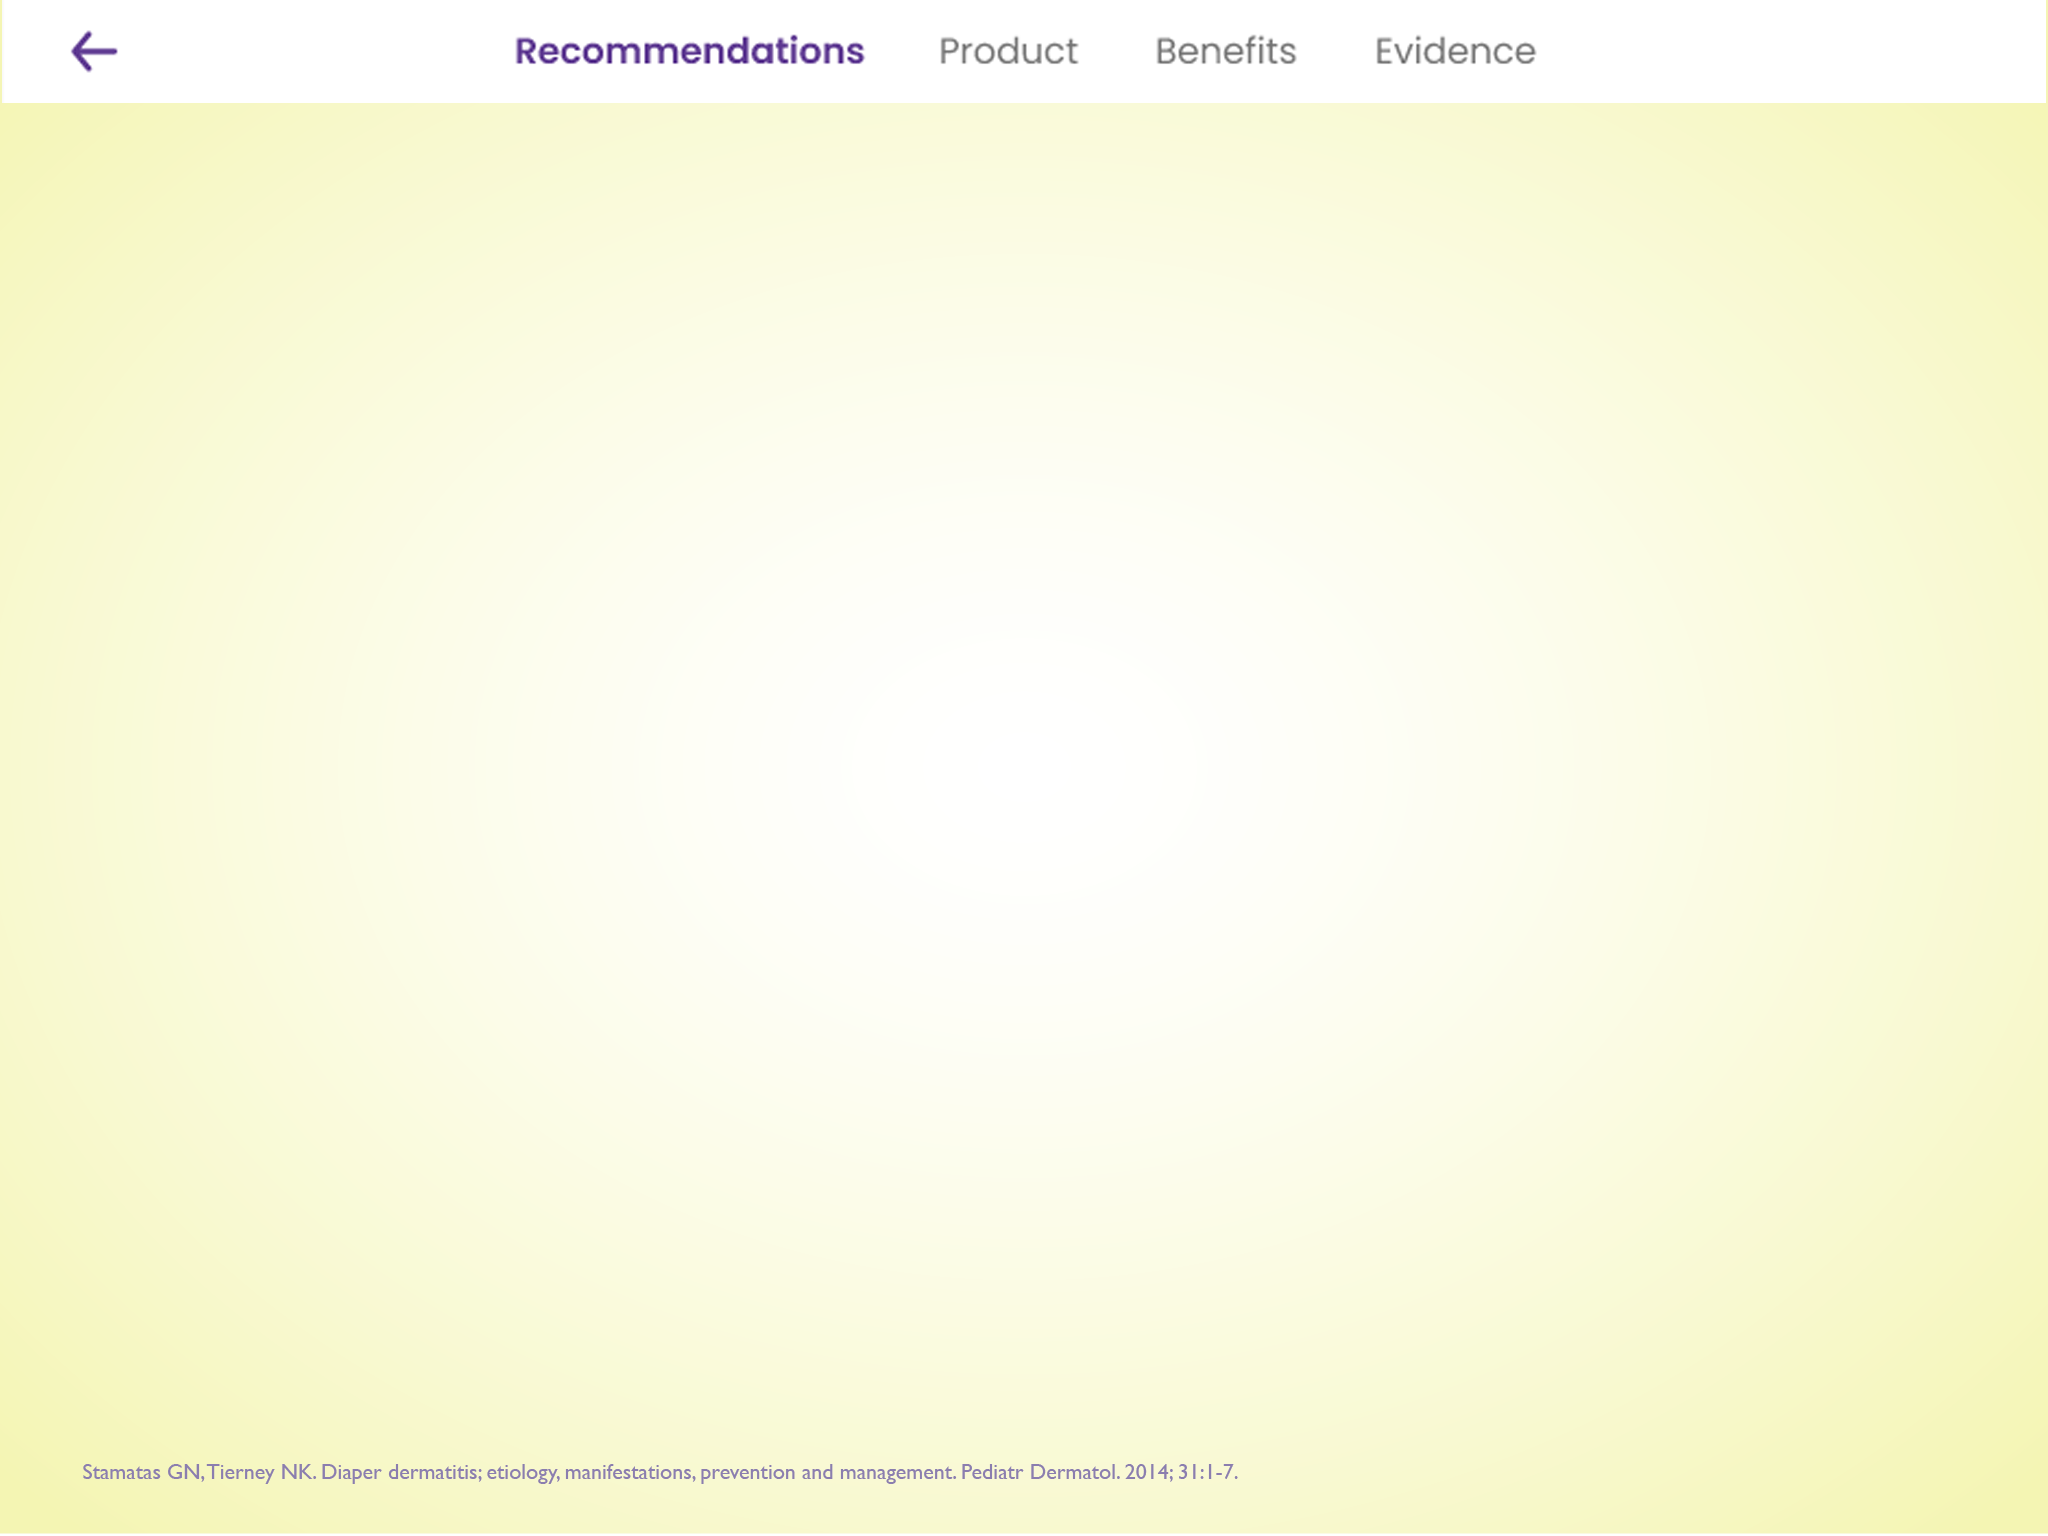 Recommendations Product Benefits Evidence
Stamatas GN, Tierney NK. Diaper dermatitis; etiology, manifestations, prevention and management. Pediatr Dermatol. 2014; 31:1-7.